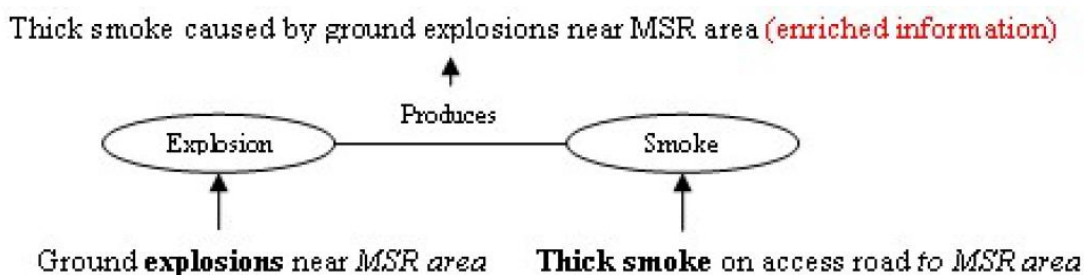 Thick smoke caused by ground explosions near MSR area (enriched information)
Produces
Explosion
Smoke
Ground explosions near MSR area
Thick smoke on access road to MSR area